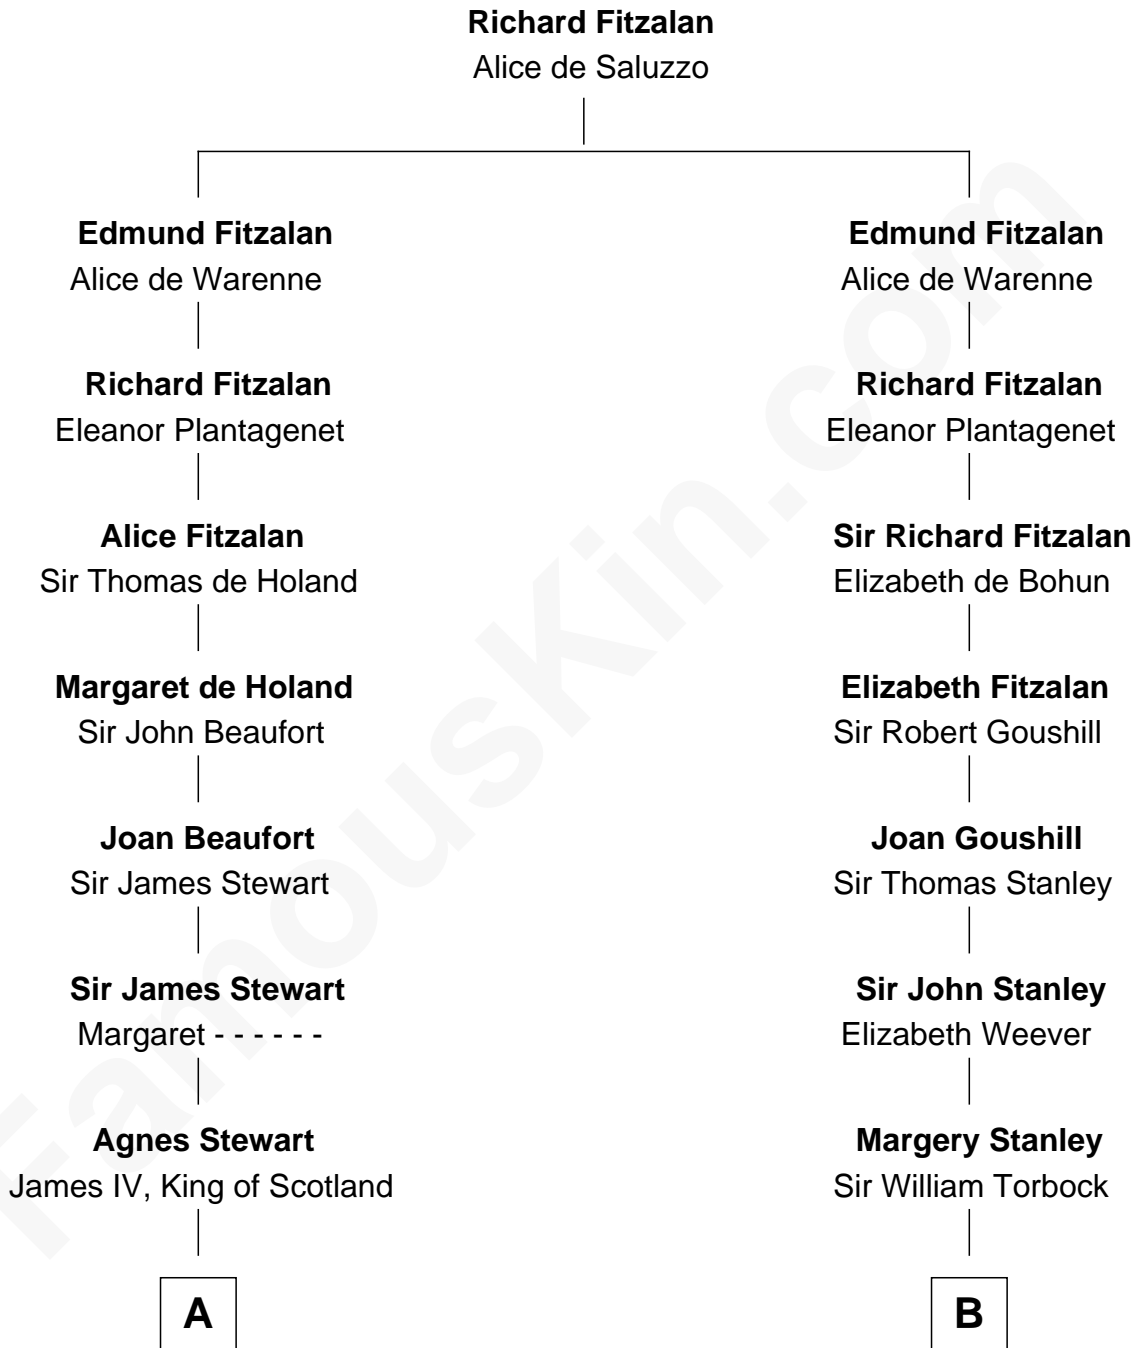 Richard Fitzalan
Alice de Saluzzo
Edmund Fitzalan
Alice de Warenne
Richard Fitzalan
Eleanor Plantagenet
Alice Fitzalan
Sir Thomas de Holand
Margaret de Holand
Sir John Beaufort
Joan Beaufort
Sir James Stewart
Sir James Stewart
Margaret - - - - - -
Agnes Stewart
James IV, King of Scotland
A
Edmund Fitzalan
Alice de Warenne
Richard Fitzalan
Eleanor Plantagenet
Sir Richard Fitzalan
Elizabeth de Bohun
Elizabeth Fitzalan
Sir Robert Goushill
Joan Goushill
Sir Thomas Stanley
Sir John Stanley
Elizabeth Weever
Margery Stanley
Sir William Torbock
B
FamousKin.com